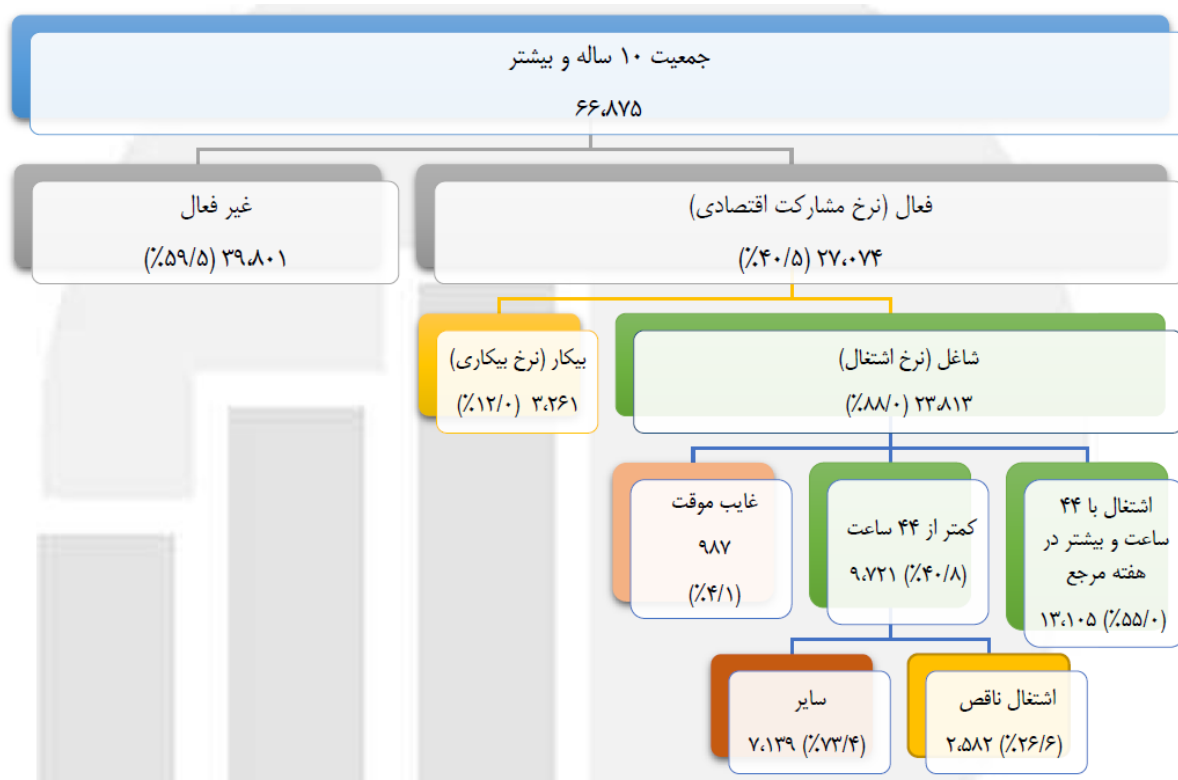 جمعیت ۱۰ ساله و بیشتر
۶۶،۸۷۵
فعال (نرخ مشارکت اقتصادی)
۲۷،۰۷۴ (٪۴۰/۵)
غیر فعال
۳۹،۸۰۱ (٪۵۹/۵)
شاغل (نرخ اشتغال)
۲۳،۸۱۳ (٪۸۸/۰)
بیکار (نرخ بیکاری)
۳،۲۶۱ (٪۱۲/۰)
اشتغال با ۴۴
ساعت و بیشتر در
هفته مرجع
۱۳،۱۰۵ (٪۵۵/۰)
کمتر از ۴۴ ساعت
۹،۷۲۱ (٪۴۰/۸)
غایب موقت
۹۸۷
(٪۴/۱)
اشتغال ناقص
۲،۵۸۲ (٪۲۶/۶)
سایر
۷،۱۳۹ (٪۷۳/۴)